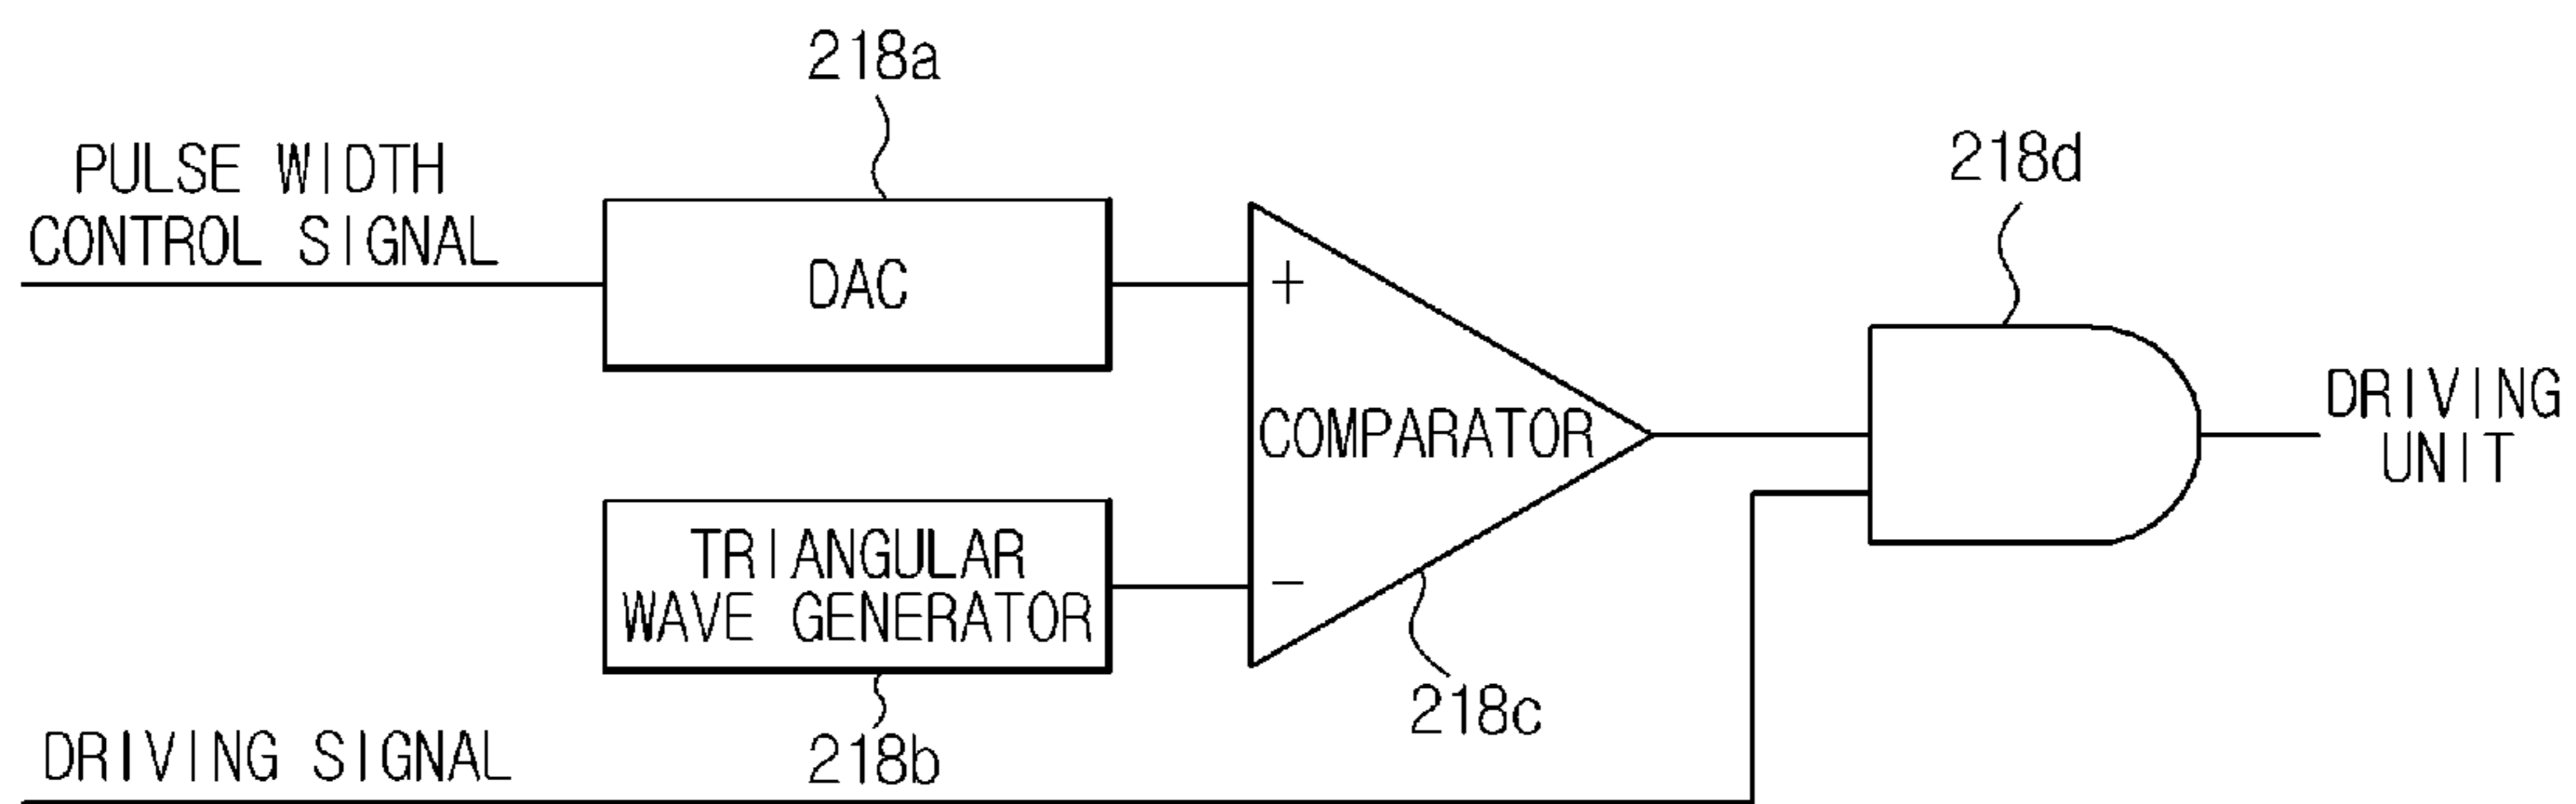 218a
PULSE WIDTH
CONTROL SIGNAL
DAC
218d
+
COMPARATOR
DRIVING
UNIT
TRIANGULAR
WAVE GENERATOR
−
218c
218b
DRIVING SIGNAL